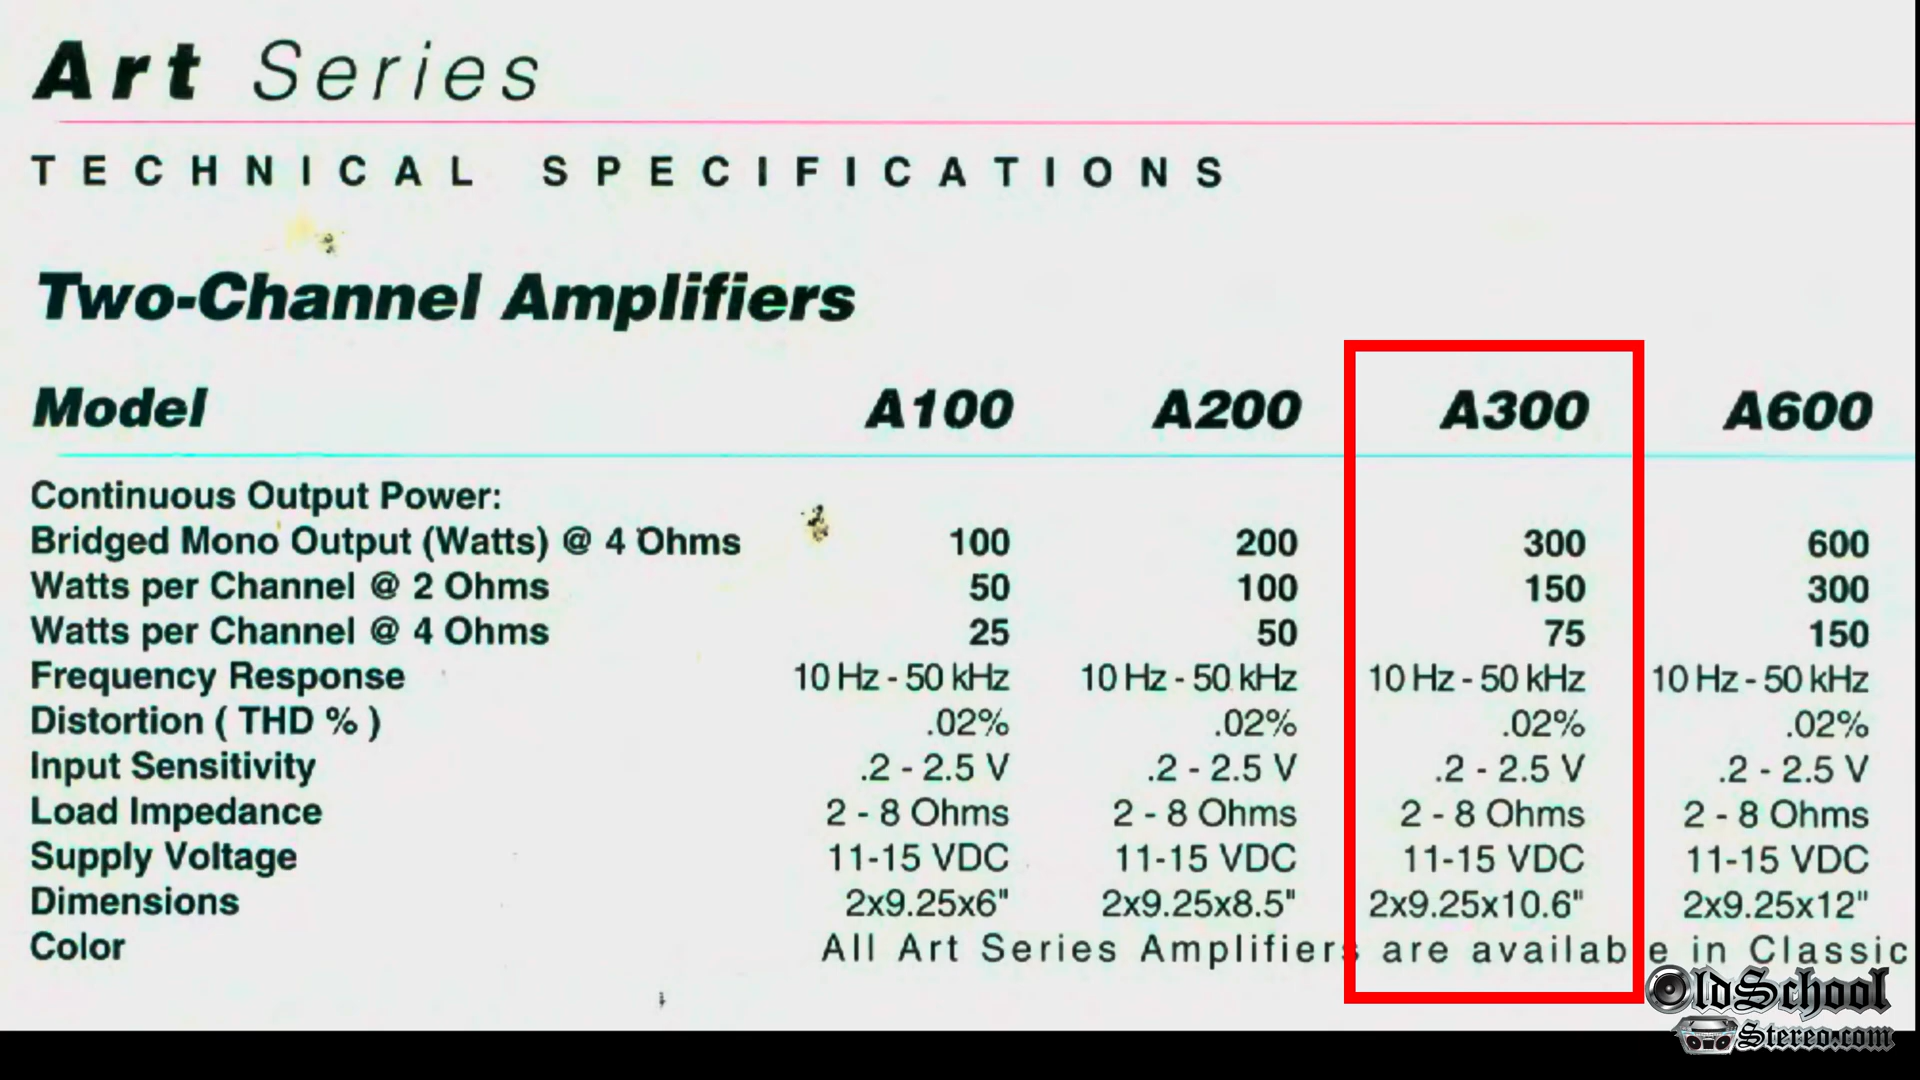 Art Series
TECHNICAL SPECIFICATIONS
Two-Channel Amplifiers
Model A100 A200 A300 A600
Continuous Output Power:
Bridged Mono Output (Watts) @ 4 Ohms 100 200 300 600
Watts per Channel @ 2 Ohms 50 100 150 300
Watts per Channel @ 4 Ohms 25 50 75 150
Frequency Response 10 Hz - 50 kHz 10 Hz - 50 kHz 10 Hz - 50 kHz 10 Hz - 50 kHz
Distortion ( THD % ) .02% .02% .02% .02%
Input Sensitivity .2 - 2.5 V .2 - 2.5 V .2 - 2.5 V .2 - 2.5 V
Load Impedance 2 - 8 Ohms 2 - 8 Ohms 2 - 8 Ohms 2 - 8 Ohms
Supply Voltage 11-15 VDC 11-15 VDC 11-15 VDC 11-15 VDC
Dimensions 2x9.25x6" 2x9.25x8.5" 2x9.25x10.6" 2x9.25x12"
Color All Art Series Amplifiers are available in Classic
OldSchool
Stereo.com